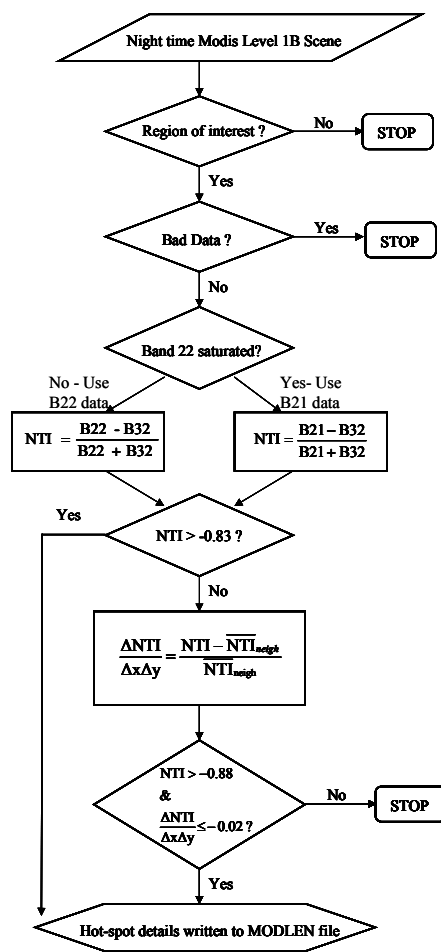 Night time Modis Level 1B Scene
Region of interest ?
No
STOP
Yes
Bad Data ?
Yes
STOP
No
Band 22 saturated?
No - Use
B22 data
Yes- Use
B21 data
NTI = (B22 - B32) / (B22 + B32)
NTI = (B21 – B32) / (B21 + B32)
Yes
NTI > -0.83 ?
No
ΔNTI / ΔxΔy = (NTI – N̅T̅I̅neigh) / N̅T̅I̅neigh
NTI > –0.88
&
ΔNTI / ΔxΔy ≤ –0.02 ?
No
STOP
Yes
Hot-spot details written to MODLEN file